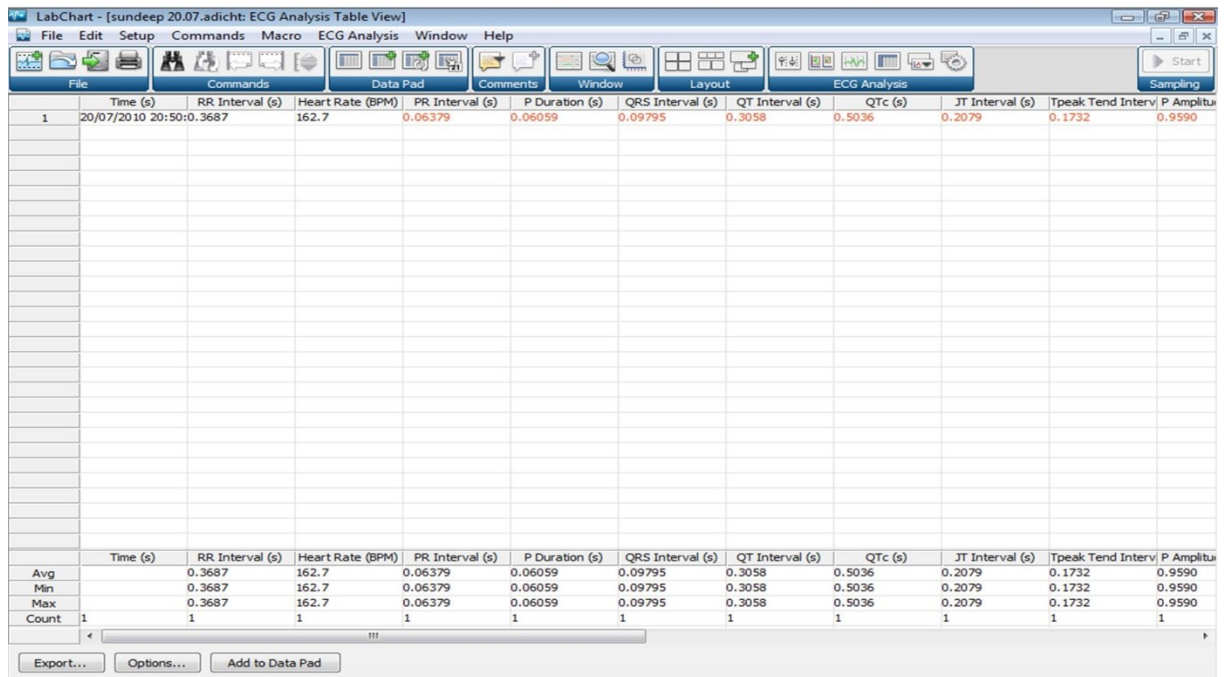 LabChart - [sundeep 20.07.adicht: ECG Analysis Table View]
File Edit Setup Commands Macro ECG Analysis Window Help
Start
File Commands Data Pad Comments Window Layout ECG Analysis Sampling
Time (s) RR Interval (s) Heart Rate (BPM) PR Interval (s) P Duration (s) QRS Interval (s) QT Interval (s) QTc (s) JT Interval (s) Tpeak Tend Interv P Amplitu
1 20/07/2010 20:50: 0.3687 162.7 0.06379 0.06059 0.09795 0.3058 0.5036 0.2079 0.1732 0.9590
Time (s) RR Interval (s) Heart Rate (BPM) PR Interval (s) P Duration (s) QRS Interval (s) QT Interval (s) QTc (s) JT Interval (s) Tpeak Tend Interv P Amplitu
Avg 0.3687 162.7 0.06379 0.06059 0.09795 0.3058 0.5036 0.2079 0.1732 0.9590
Min 0.3687 162.7 0.06379 0.06059 0.09795 0.3058 0.5036 0.2079 0.1732 0.9590
Max 0.3687 162.7 0.06379 0.06059 0.09795 0.3058 0.5036 0.2079 0.1732 0.9590
Count 1 1 1 1 1 1 1 1 1 1 1
Export... Options... Add to Data Pad